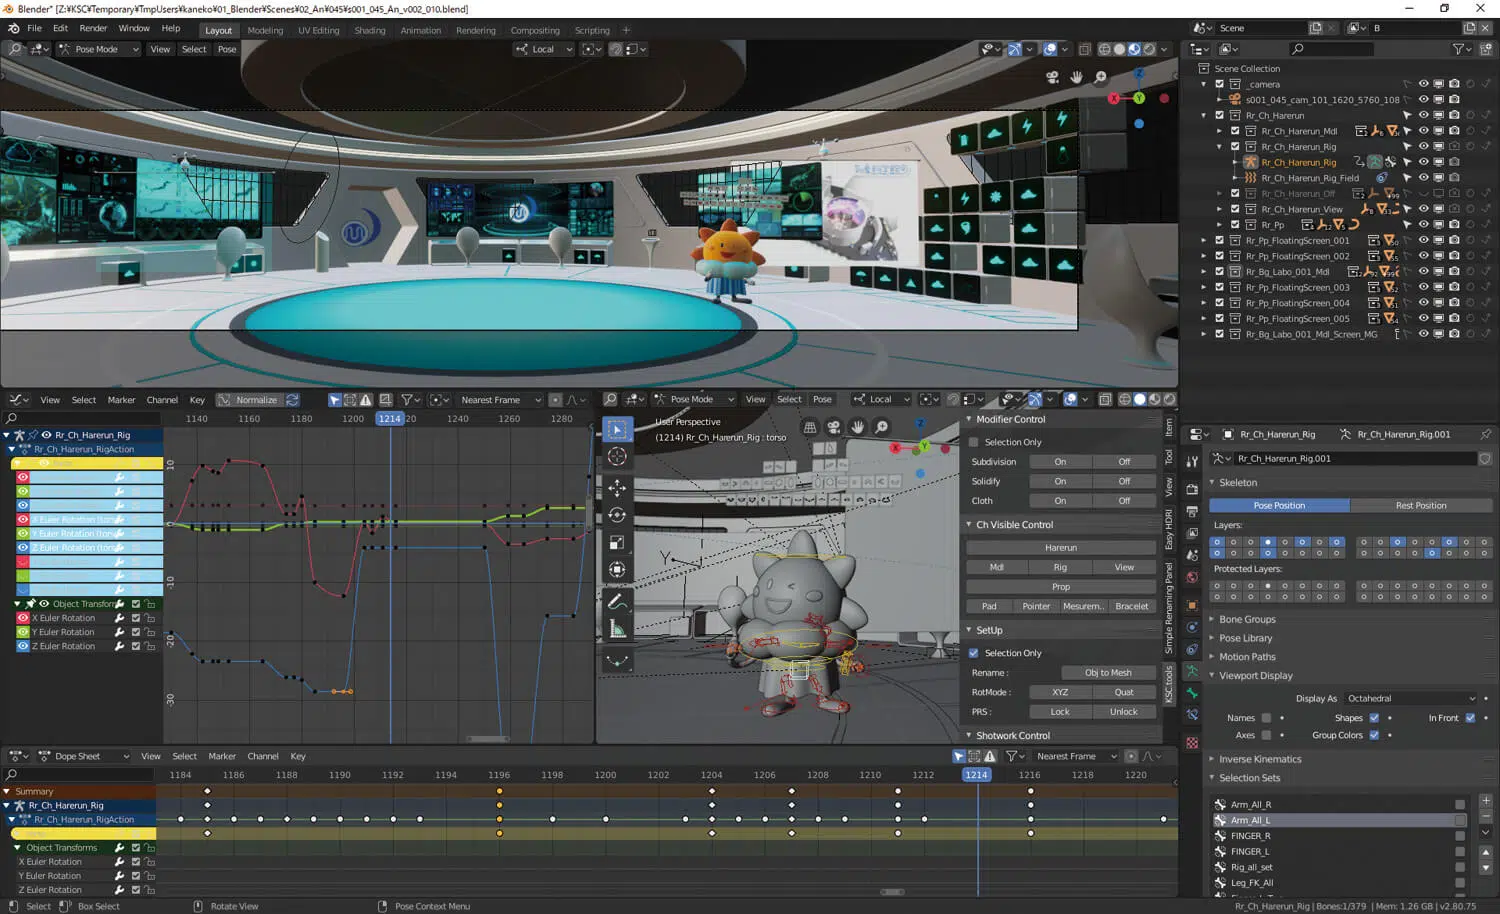 Blender* [Z:¥KSC¥Temporary¥TmpUsers¥kaneko¥01_Blender¥Scenes¥02_An¥045¥s001_045_An_v002_010.blend]
File Edit Render Window Help Layout Modeling UV Editing Sculpting Shading Animation Rendering Compositing Scripting + Scene B
Pose Mode View Select Pose Local
Scene Collection
_camera
s001_045_cam_101_1620_5760_108
Rr_Ch_Harerun
Rr_Ch_Harerun_Mdl
Rr_Ch_Harerun_Rig
Rr_Ch_Harerun_Rig
Rr_Ch_Harerun_Rig_Field
Rr_Ch_Harerun_Off
Rr_Ch_Harerun_View
Rr_Pp
Rr_Pp_FloatingScreen_001
Rr_Pp_FloatingScreen_002
Rr_Bg_Labo_001_Mdl
Rr_Pp_FloatingScreen_003
Rr_Pp_FloatingScreen_004
Rr_Pp_FloatingScreen_005
Rr_Bg_Labo_001_Mdl_Screen_MG
View Select Marker Channel Key Normalize Nearest Frame
1140 1160 1180 1200 1214 1240 1260 1280
Rr_Ch_Harerun_Rig
Rr_Ch_Harerun_RigAction
X Euler Rotation (tor
Y Euler Rotation (tor
Z Euler Rotation (tor
Object Transform
X Euler Rotation
Y Euler Rotation
Z Euler Rotation
10
0
-10
-20
-30
Pose Mode View Select Pose Local
User Perspective
(1214) Rr_Ch_Harerun_Rig : torso
Y
X
Modifier Control
Selection Only
Subdivision On Off
Solidify On Off
Cloth On Off
Ch Visible Control
Harerun
Mdl Rig View
Prop
Pad Pointer Mesurem.. Bracelet
SetUp
Selection Only
Rename : Obj to Mesh
RotMode : XYZ Quat
PRS : Lock Unlock
Shotwork Control
Item
Tool
View
Easy HDRI
Simple Renaming Panel
KSC.tools
Rr_Ch_Harerun_Rig Rr_Ch_Harerun_Rig.001
Rr_Ch_Harerun_Rig.001
Skeleton
Pose Position Rest Position
Layers:
Protected Layers:
Bone Groups
Pose Library
Motion Paths
Viewport Display
Display As Octahedral
Names Shapes In Front
Axes Group Colors
Inverse Kinematics
Selection Sets
Arm_All_R
Arm_All_L
FINGER_R
FINGER_L
Rig_all_set
Leg_FK_All
Dope Sheet View Select Marker Channel Key Nearest Frame
1184 1186 1188 1190 1192 1194 1196 1198 1200 1202 1204 1206 1208 1210 1212 1214 1216 1218 1220
Summary
Rr_Ch_Harerun_Rig
Rr_Ch_Harerun_RigAction
Object Transforms
X Euler Rotation
Y Euler Rotation
Z Euler Rotation
Select Box Select Rotate View Pose Context Menu Rr_Ch_Harerun_Rig | Bones:1/379 | Mem: 1.26 GB | v2.80.75